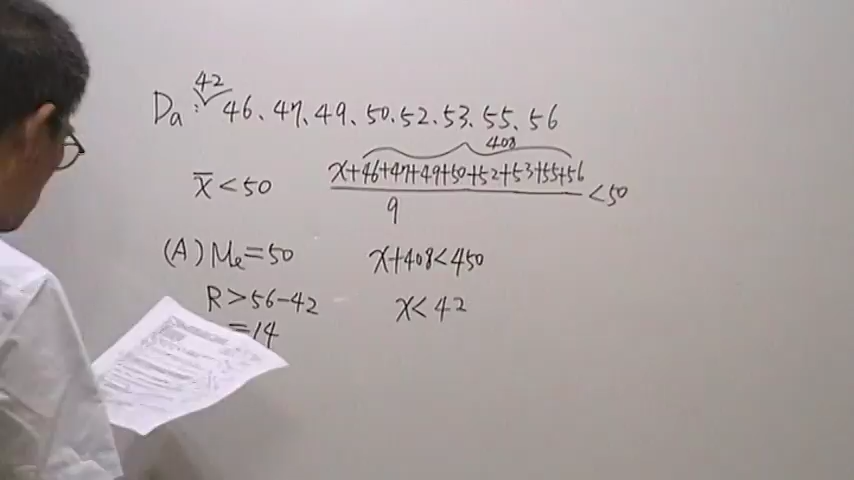 42
Da : 46、47、49、50、52、53、55、56
408
x̄ < 50
x+46+47+49+50+52+53+55+56
9
< 50
(A) Me = 50
x+408 < 450
R > 56-42
x < 42
= 14